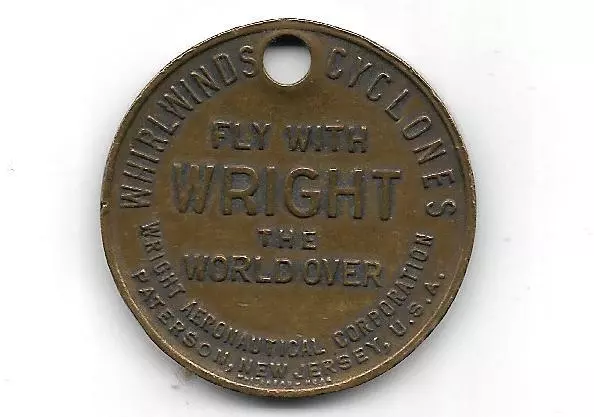 WHIRLWINDS CYCLONES
FLY WITH
WRIGHT
THE
WORLD OVER
WRIGHT AERONAUTICAL CORPORATION
PATERSON, NEW JERSEY, U.S.A.